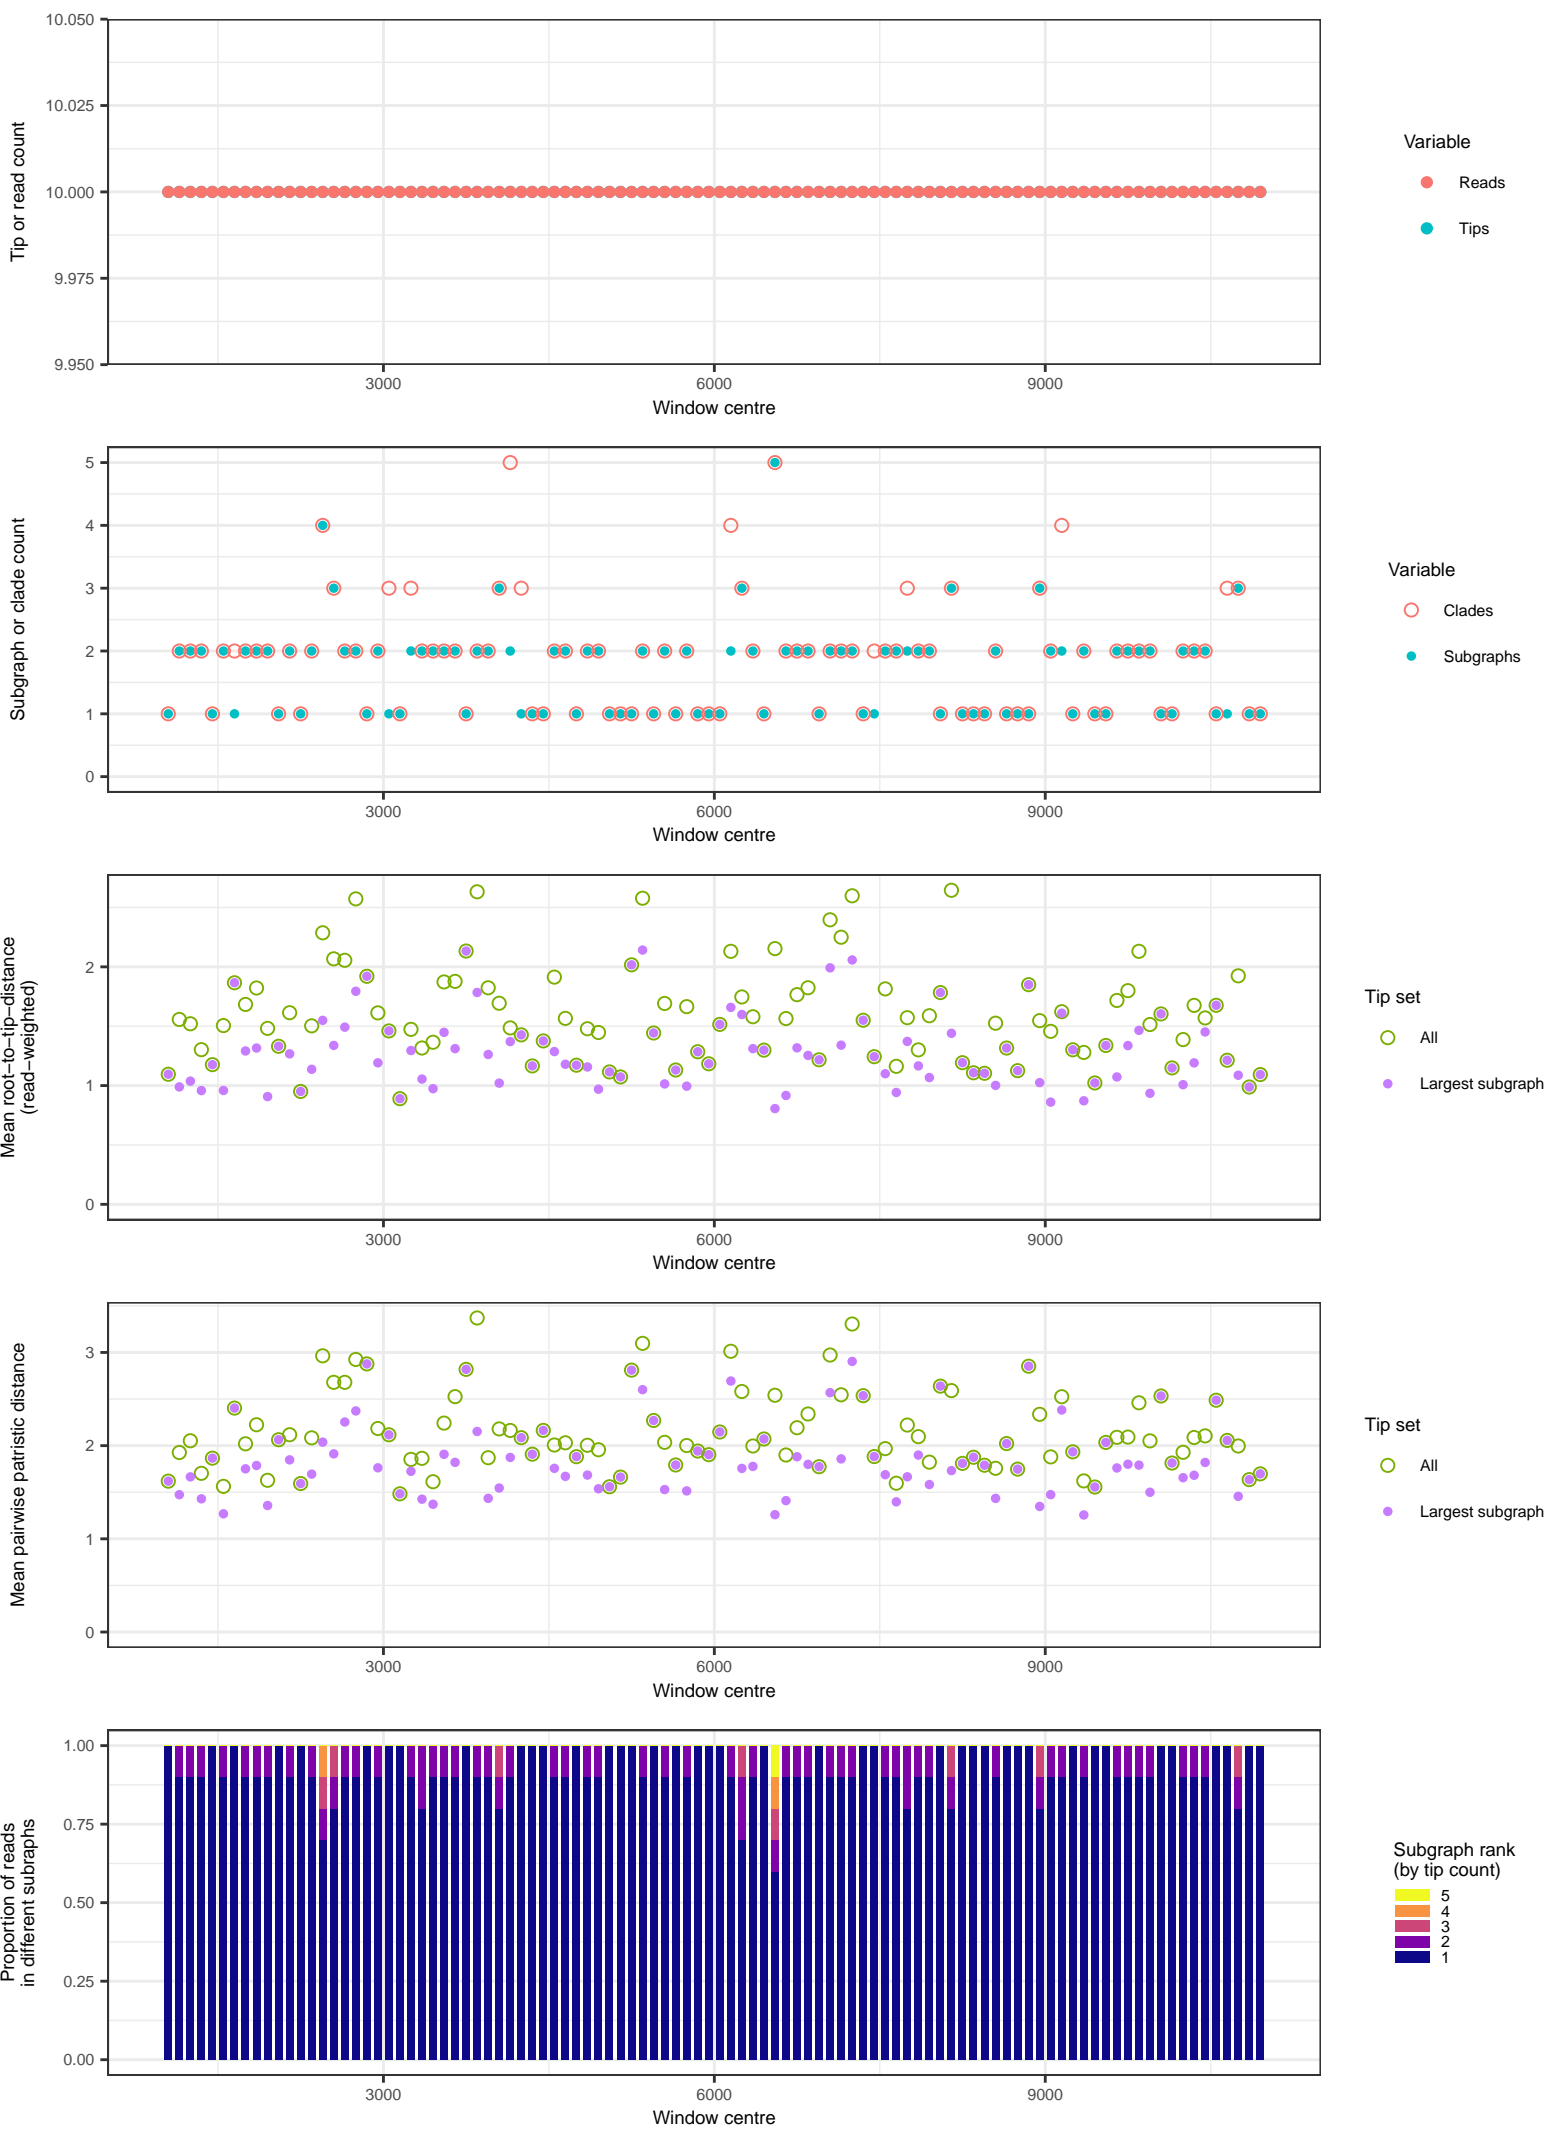 10.050
10.025
10.000
9.975
9.950
Tip or read count
3000 6000 9000
Window centre
Variable
Reads
Tips
5
4
3
2
1
0
Subgraph or clade count
3000 6000 9000
Window centre
Variable
Clades
Subgraphs
2
1
0
Mean root−to−tip−distance
(read−weighted)
3000 6000 9000
Window centre
Tip set
All
Largest subgraph
3
2
1
0
Mean pairwise patristic distance
3000 6000 9000
Window centre
Tip set
All
Largest subgraph
1.00
0.75
0.50
0.25
0.00
Proportion of reads
in different subraphs
3000 6000 9000
Window centre
Subgraph rank
(by tip count)
5
4
3
2
1